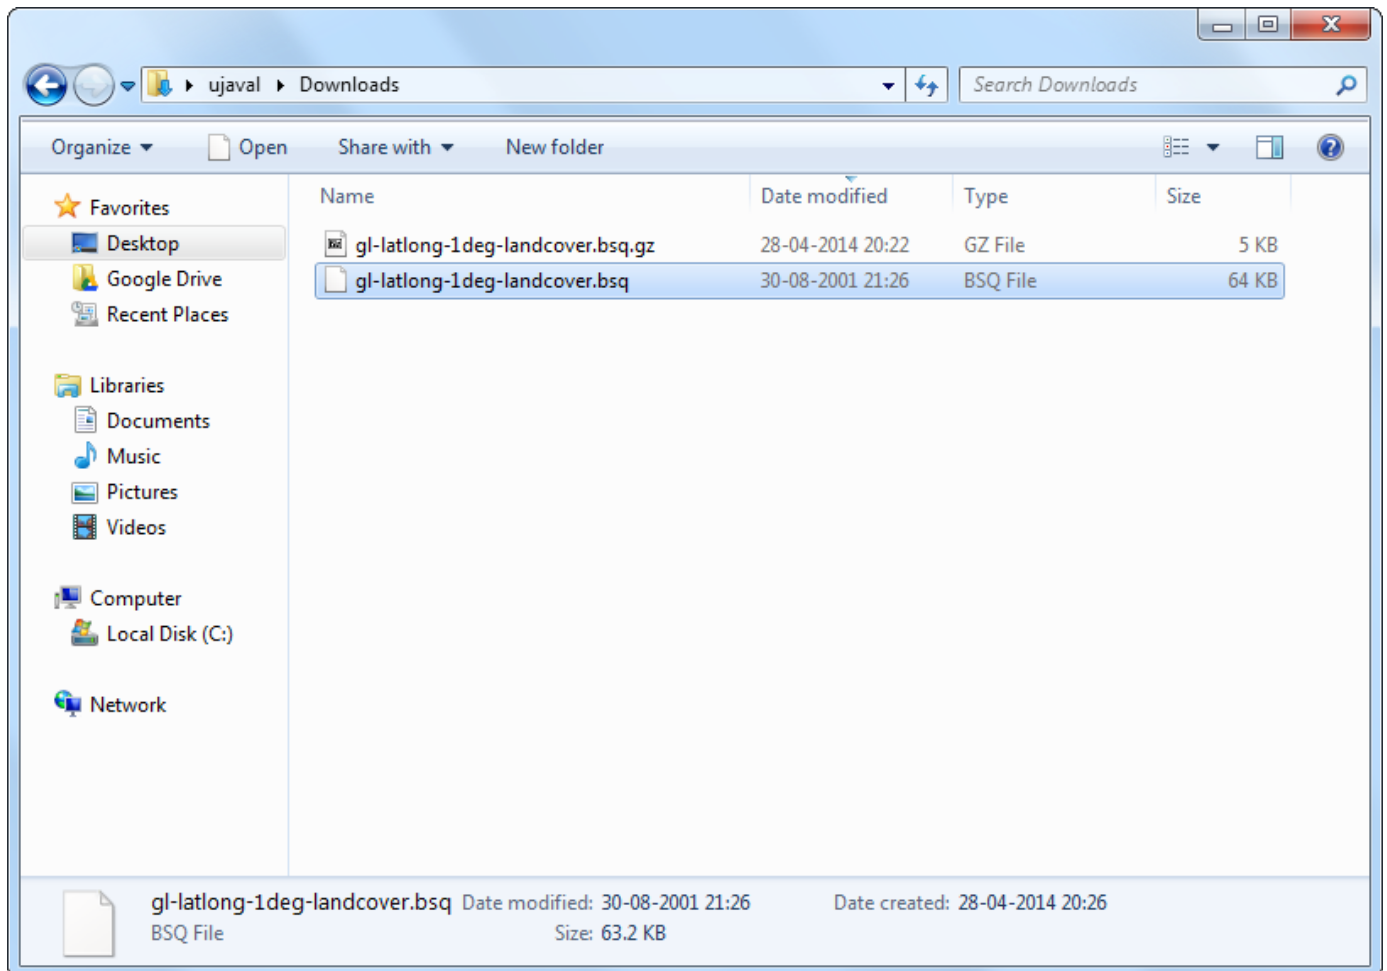 ujaval Downloads Search Downloads
Organize Open Share with New folder
Name Date modified Type Size
Favorites
gl-latlong-1deg-landcover.bsq.gz 28-04-2014 20:22 GZ File 5 KB
Desktop
gl-latlong-1deg-landcover.bsq 30-08-2001 21:26 BSQ File 64 KB
Google Drive
Recent Places
Libraries
Documents
Music
Pictures
Videos
Computer
Local Disk (C:)
Network
gl-latlong-1deg-landcover.bsq Date modified: 30-08-2001 21:26 Date created: 28-04-2014 20:26
BSQ File Size: 63.2 KB